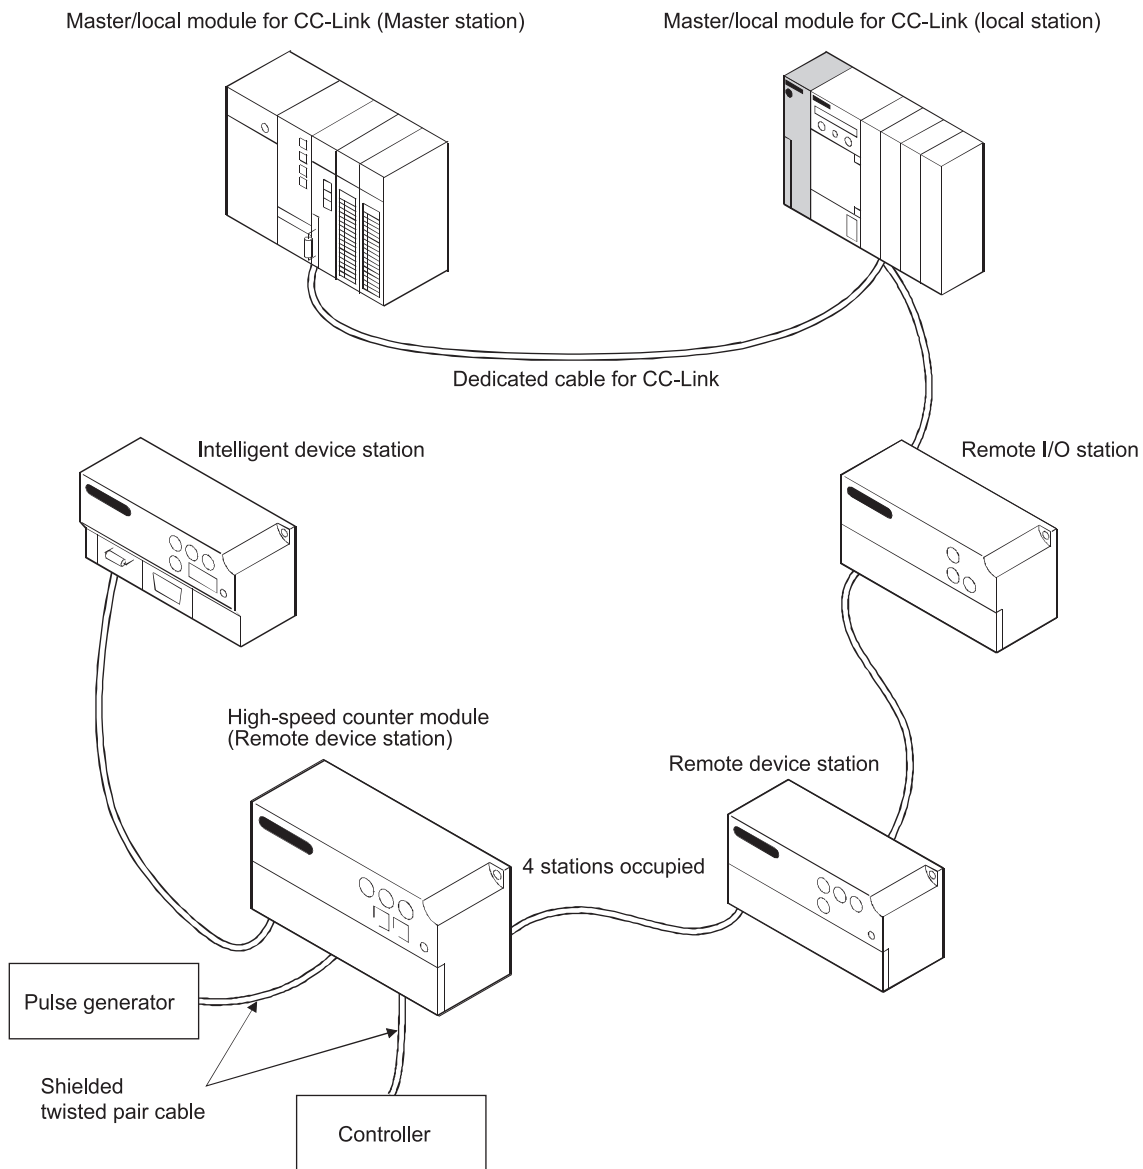 Master/local module for CC-Link (Master station)
Master/local module for CC-Link (local station)
Dedicated cable for CC-Link
Intelligent device station
Remote I/O station
High-speed counter module
(Remote device station)
Remote device station
4 stations occupied
Pulse generator
Shielded
twisted pair cable
Controller